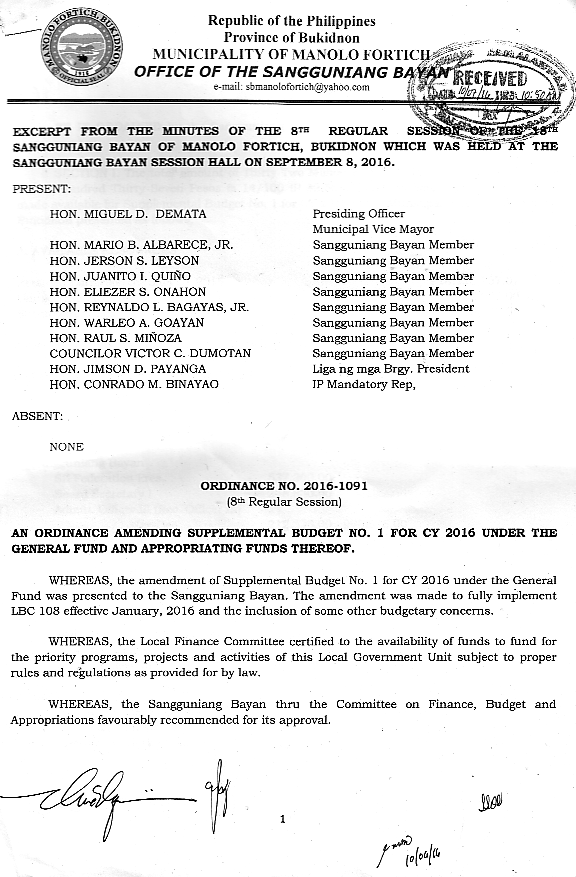 Republic of the Philippines
Province of Bukidnon
MUNICIPALITY OF MANOLO FORTICH
OFFICE OF THE SANGGUNIANG BAYAN
e-mail: sbmanolofortich@yahoo.com
RECEIVED
EXCERPT FROM THE MINUTES OF THE 8TH REGULAR SESSION OF THE 18th
SANGGUNIANG BAYAN OF MANOLO FORTICH, BUKIDNON WHICH WAS HELD AT THE
SANGGUNIANG BAYAN SESSION HALL ON SEPTEMBER 8, 2016.
PRESENT:
HON. MIGUEL D. DEMATA Presiding Officer
Municipal Vice Mayor
HON. MARIO B. ALBARECE, JR. Sangguniang Bayan Member
HON. JERSON S. LEYSON Sangguniang Bayan Member
HON. JUANITO I. QUIÑO Sangguniang Bayan Member
HON. ELIEZER S. ONAHON Sangguniang Bayan Member
HON. REYNALDO L. BAGAYAS, JR. Sangguniang Bayan Member
HON. WARLEO A. GOAYAN Sangguniang Bayan Member
HON. RAUL S. MIÑOZA Sangguniang Bayan Member
COUNCILOR VICTOR C. DUMOTAN Sangguniang Bayan Member
HON. JIMSON D. PAYANGA Liga ng mga Brgy. President
HON. CONRADO M. BINAYAO IP Mandatory Rep,
ABSENT:
NONE
ORDINANCE NO. 2016-1091
(8th Regular Session)
AN ORDINANCE AMENDING SUPPLEMENTAL BUDGET NO. 1 FOR CY 2016 UNDER THE
GENERAL FUND AND APPROPRIATING FUNDS THEREOF.
WHEREAS, the amendment of Supplemental Budget No. 1 for CY 2016 under the General
Fund was presented to the Sangguniang Bayan. The amendment was made to fully implement
LBC 108 effective January, 2016 and the inclusion of some other budgetary concerns.
WHEREAS, the Local Finance Committee certified to the availability of funds to fund for
the priority programs, projects and activities of this Local Government Unit subject to proper
rules and regulations as provided for by law.
WHEREAS, the Sangguniang Bayan thru the Committee on Finance, Budget and
Appropriations favourably recommended for its approval.
1